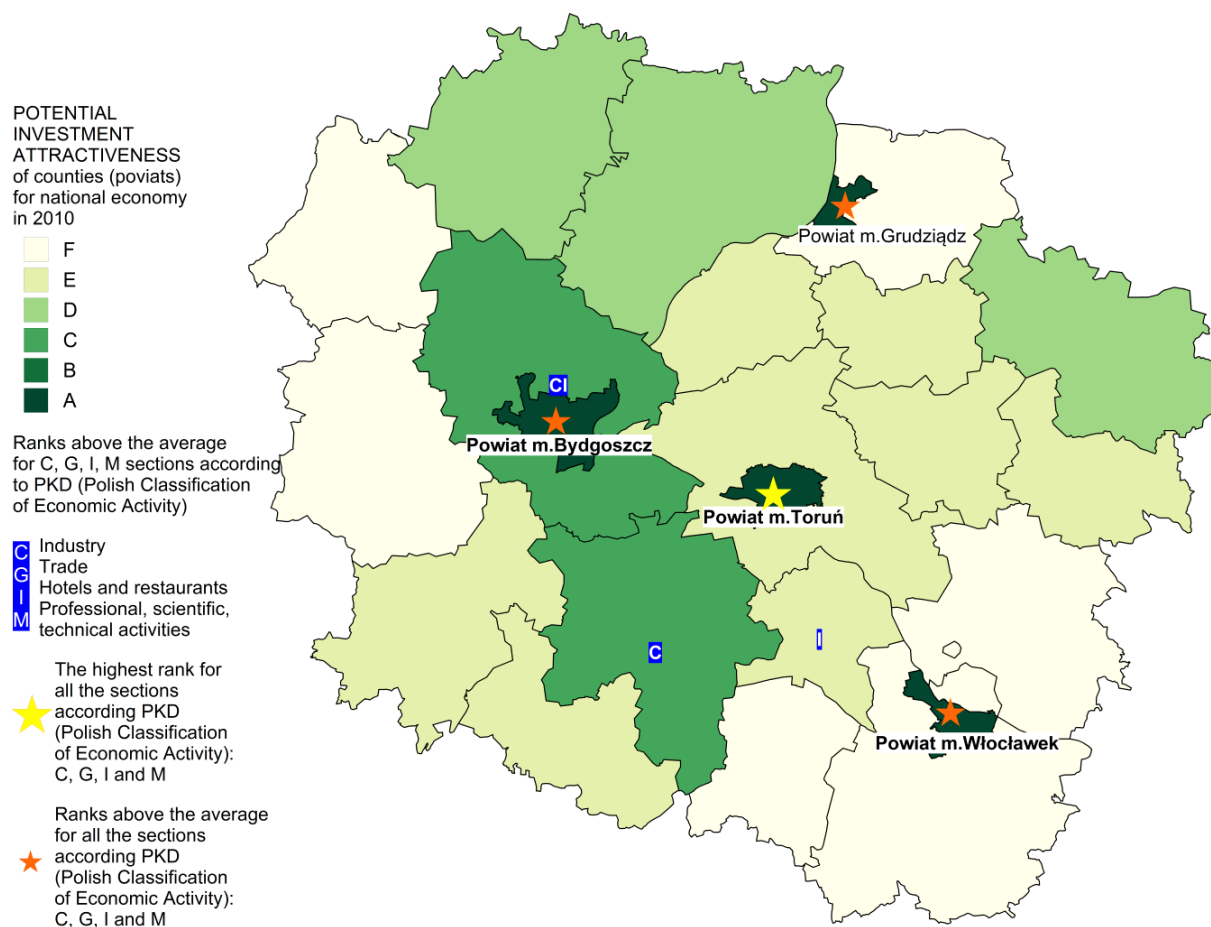 POTENTIAL
INVESTMENT
ATTRACTIVENESS
of counties (poviats)
for national economy
in 2010
F
E
D
C
B
A
Ranks above the average
for C, G, I, M sections according
to PKD (Polish Classification
of Economic Activity)
C Industry
G Trade
I Hotels and restaurants
M Professional, scientific,
technical activities
The highest rank for
all the sections
according PKD
(Polish Classification
of Economic Activity):
C, G, I and M
Ranks above the average
for all the sections
according PKD
(Polish Classification
of Economic Activity):
C, G, I and M
Powiat m.Grudziądz
CI
Powiat m.Bydgoszcz
Powiat m.Toruń
C
I
Powiat m.Włocławek